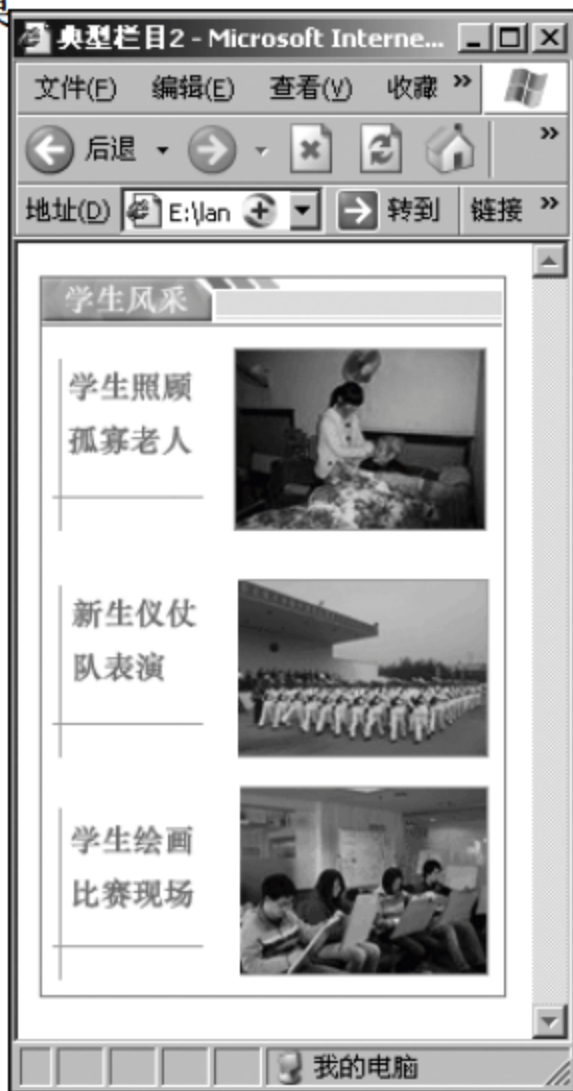 典型栏目2 - Microsoft Interne...
文件(F) 编辑(E) 查看(V) 收藏 »
后退 »
地址(D) E:\lan 转到 链接 »
学生风采
学生照顾
孤寡老人
新生仪仗
队表演
学生绘画
比赛现场
我的电脑